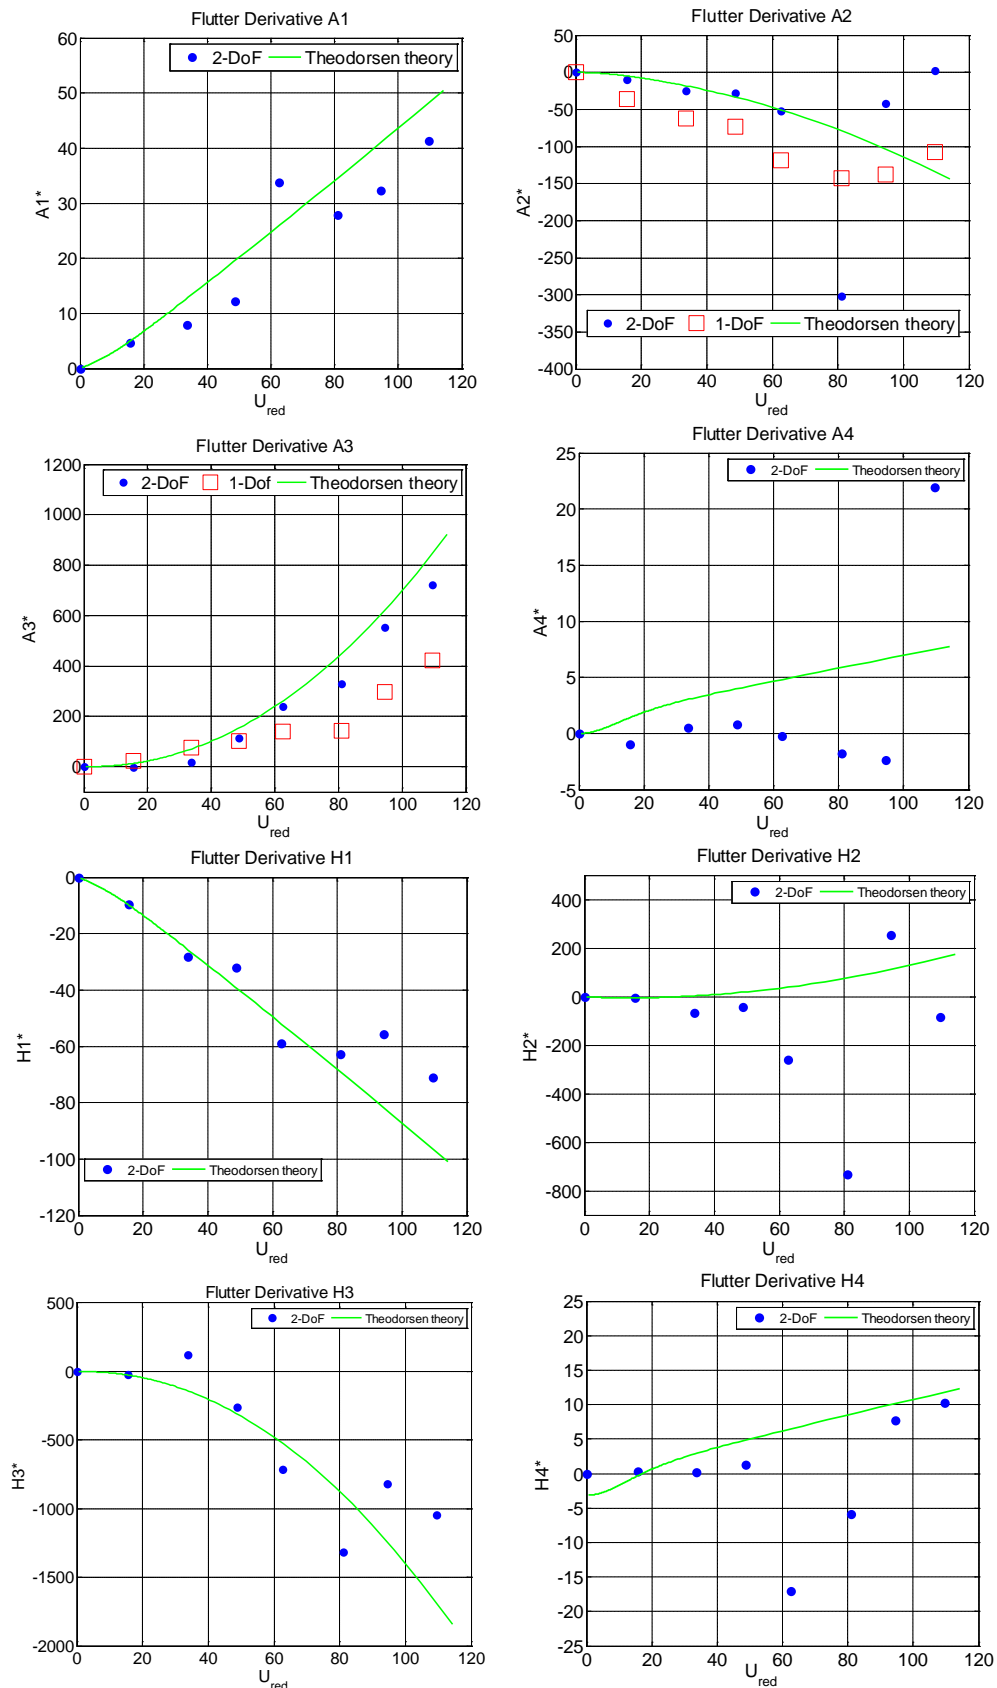 Flutter Derivative A1
2-DoF Theodorsen theory
60
50
40
30
20
10
0
A1*
0 20 40 60 80 100 120
U_red
Flutter Derivative A2
50
0
-50
-100
-150
-200
-250
-300
-350
-400
A2*
2-DoF 1-DoF Theodorsen theory
0 20 40 60 80 100 120
U_red
Flutter Derivative A3
2-DoF 1-Dof Theodorsen theory
1200
1000
800
600
400
200
0
A3*
0 20 40 60 80 100 120
U_red
Flutter Derivative A4
2-DoF Theodorsen theory
25
20
15
10
5
0
-5
A4*
0 20 40 60 80 100 120
U_red
Flutter Derivative H1
0
-20
-40
-60
-80
-100
-120
H1*
2-DoF Theodorsen theory
0 20 40 60 80 100 120
U_red
Flutter Derivative H2
2-DoF Theodorsen theory
400
200
0
-200
-400
-600
-800
H2*
0 20 40 60 80 100 120
U_red
Flutter Derivative H3
2-DoF Theodorsen theory
500
0
-500
-1000
-1500
-2000
H3*
0 20 40 60 80 100 120
U_red
Flutter Derivative H4
2-DoF Theodorsen theory
25
20
15
10
5
0
-5
-10
-15
-20
-25
H4*
0 20 40 60 80 100 120
U_red